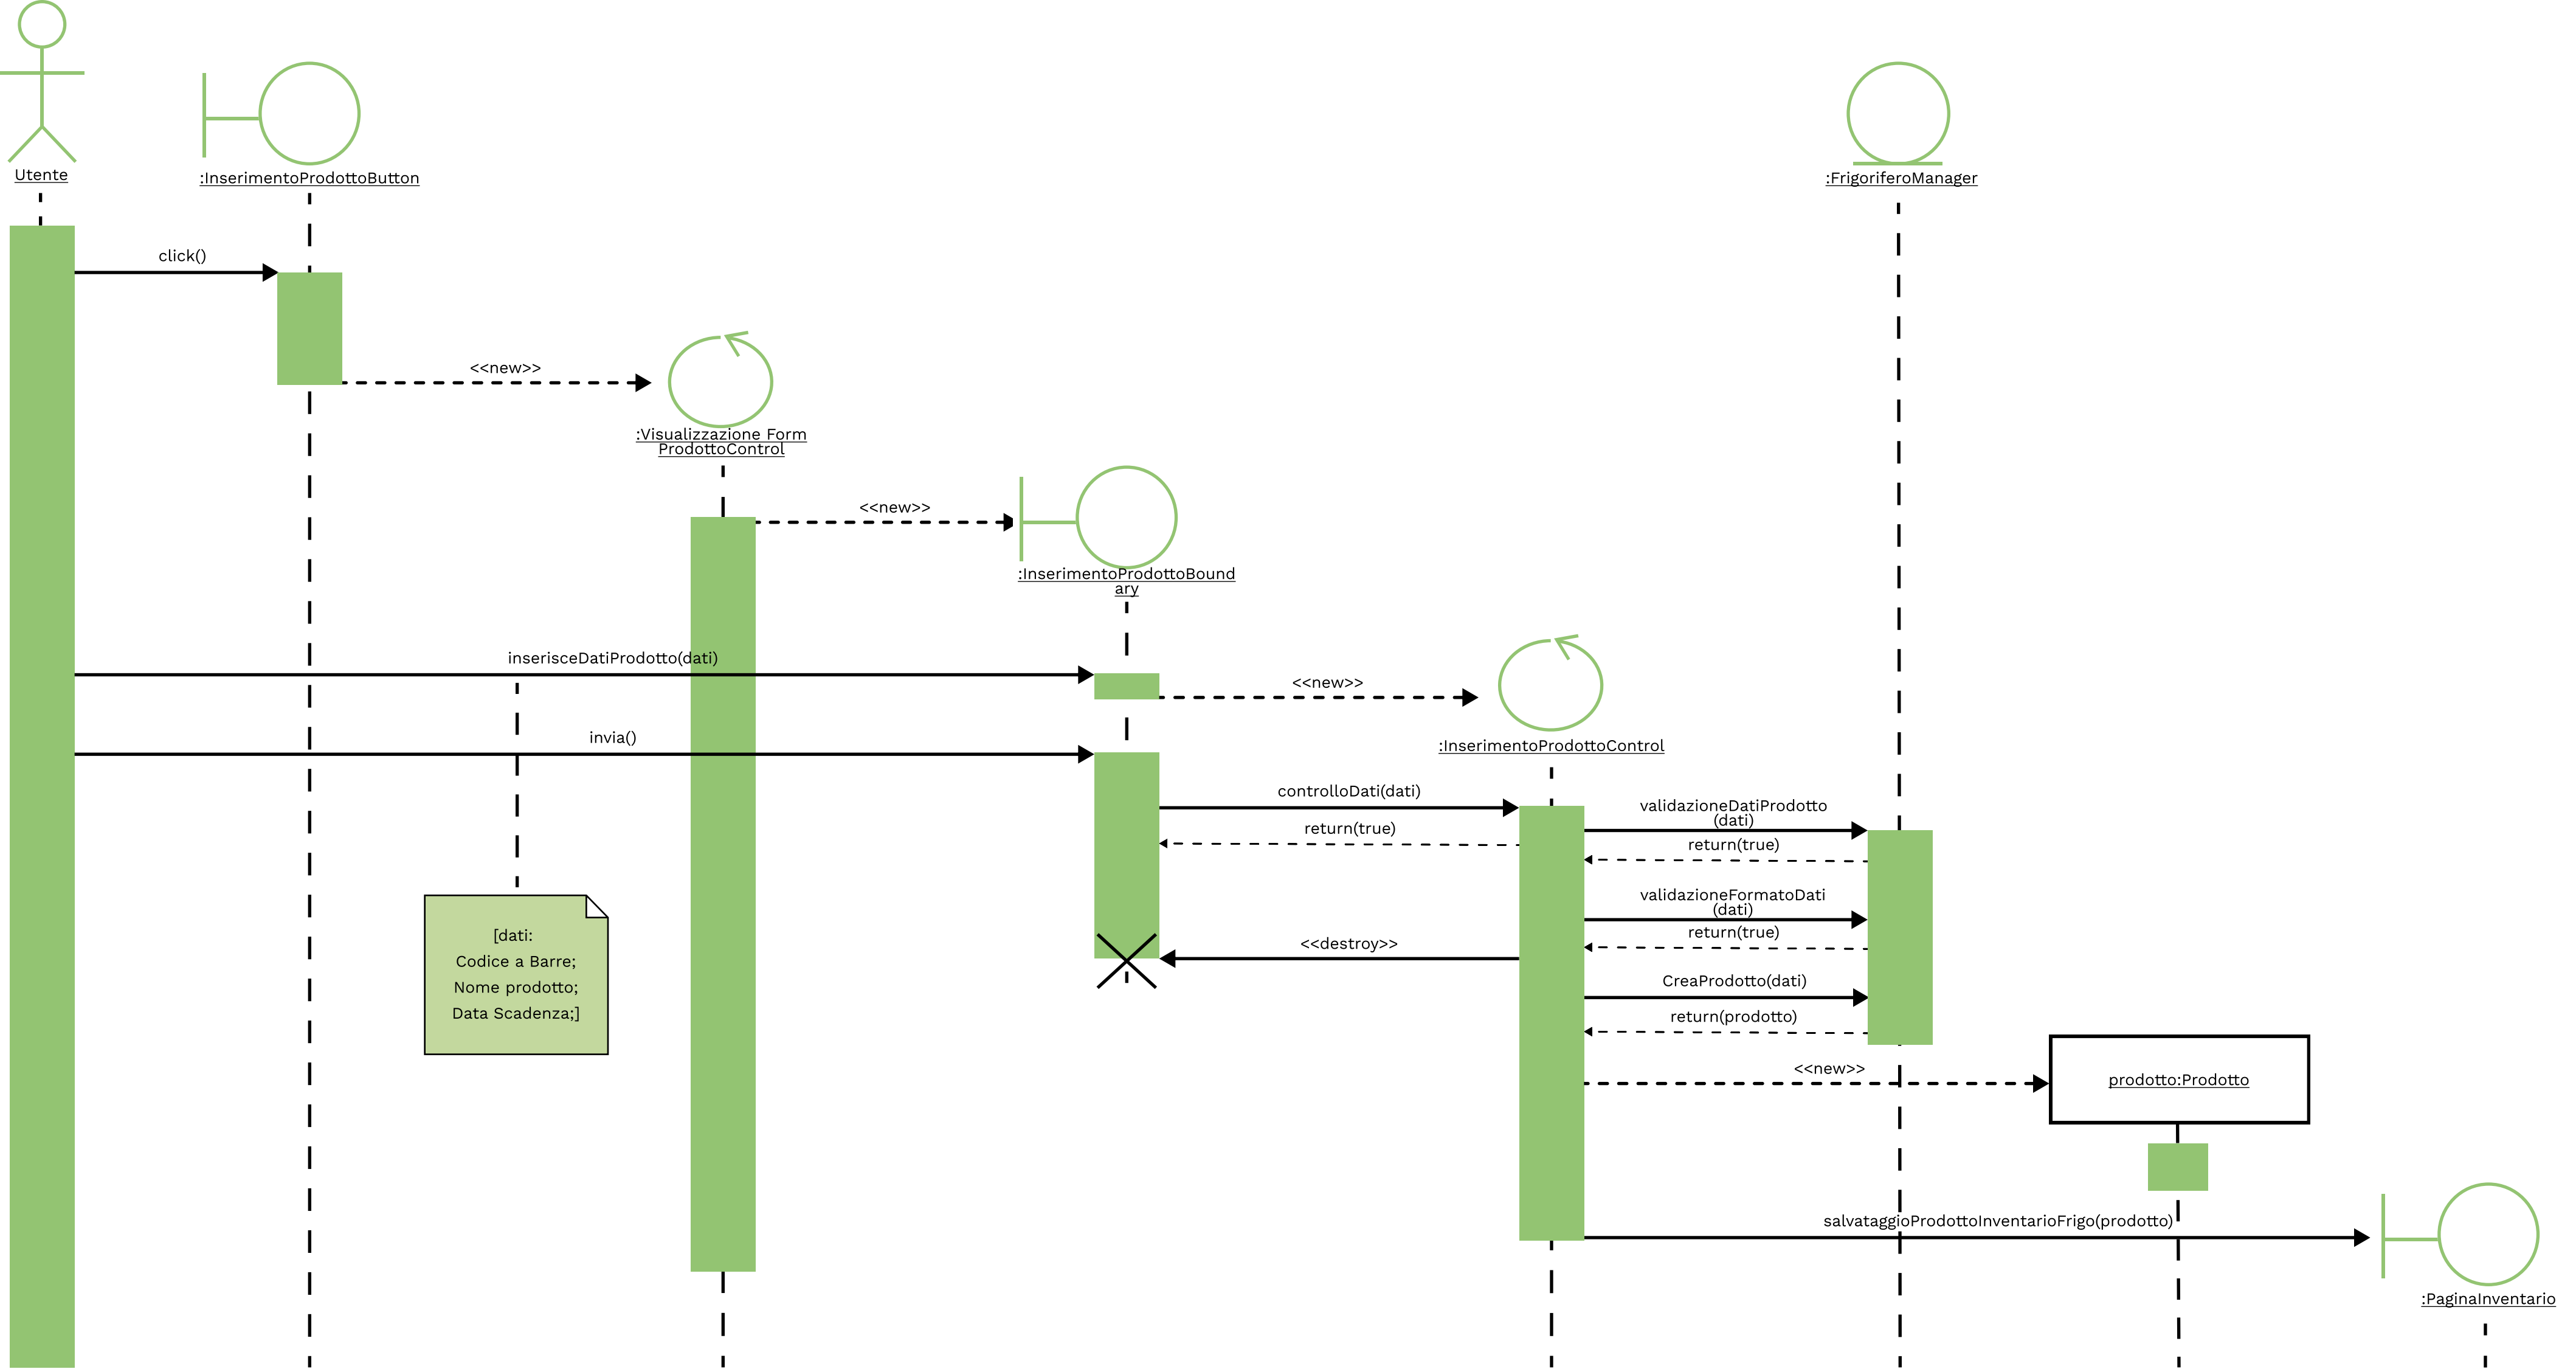 Utente
:InserimentoProdottoButton
:FrigoriferoManager
click()
<<new>>
:Visualizzazione Form
ProdottoControl
<<new>>
:InserimentoProdottoBound
ary
inserisceDatiProdotto(dati)
<<new>>
invia()
:InserimentoProdottoControl
controlloDati(dati)
validazioneDatiProdotto
(dati)
return(true)
return(true)
validazioneFormatoDati
(dati)
return(true)
<<destroy>>
[dati:
Codice a Barre;
Nome prodotto;
Data Scadenza;]
CreaProdotto(dati)
return(prodotto)
<<new>>
prodotto:Prodotto
salvataggioProdottoInventarioFrigo(prodotto)
:PaginaInventario